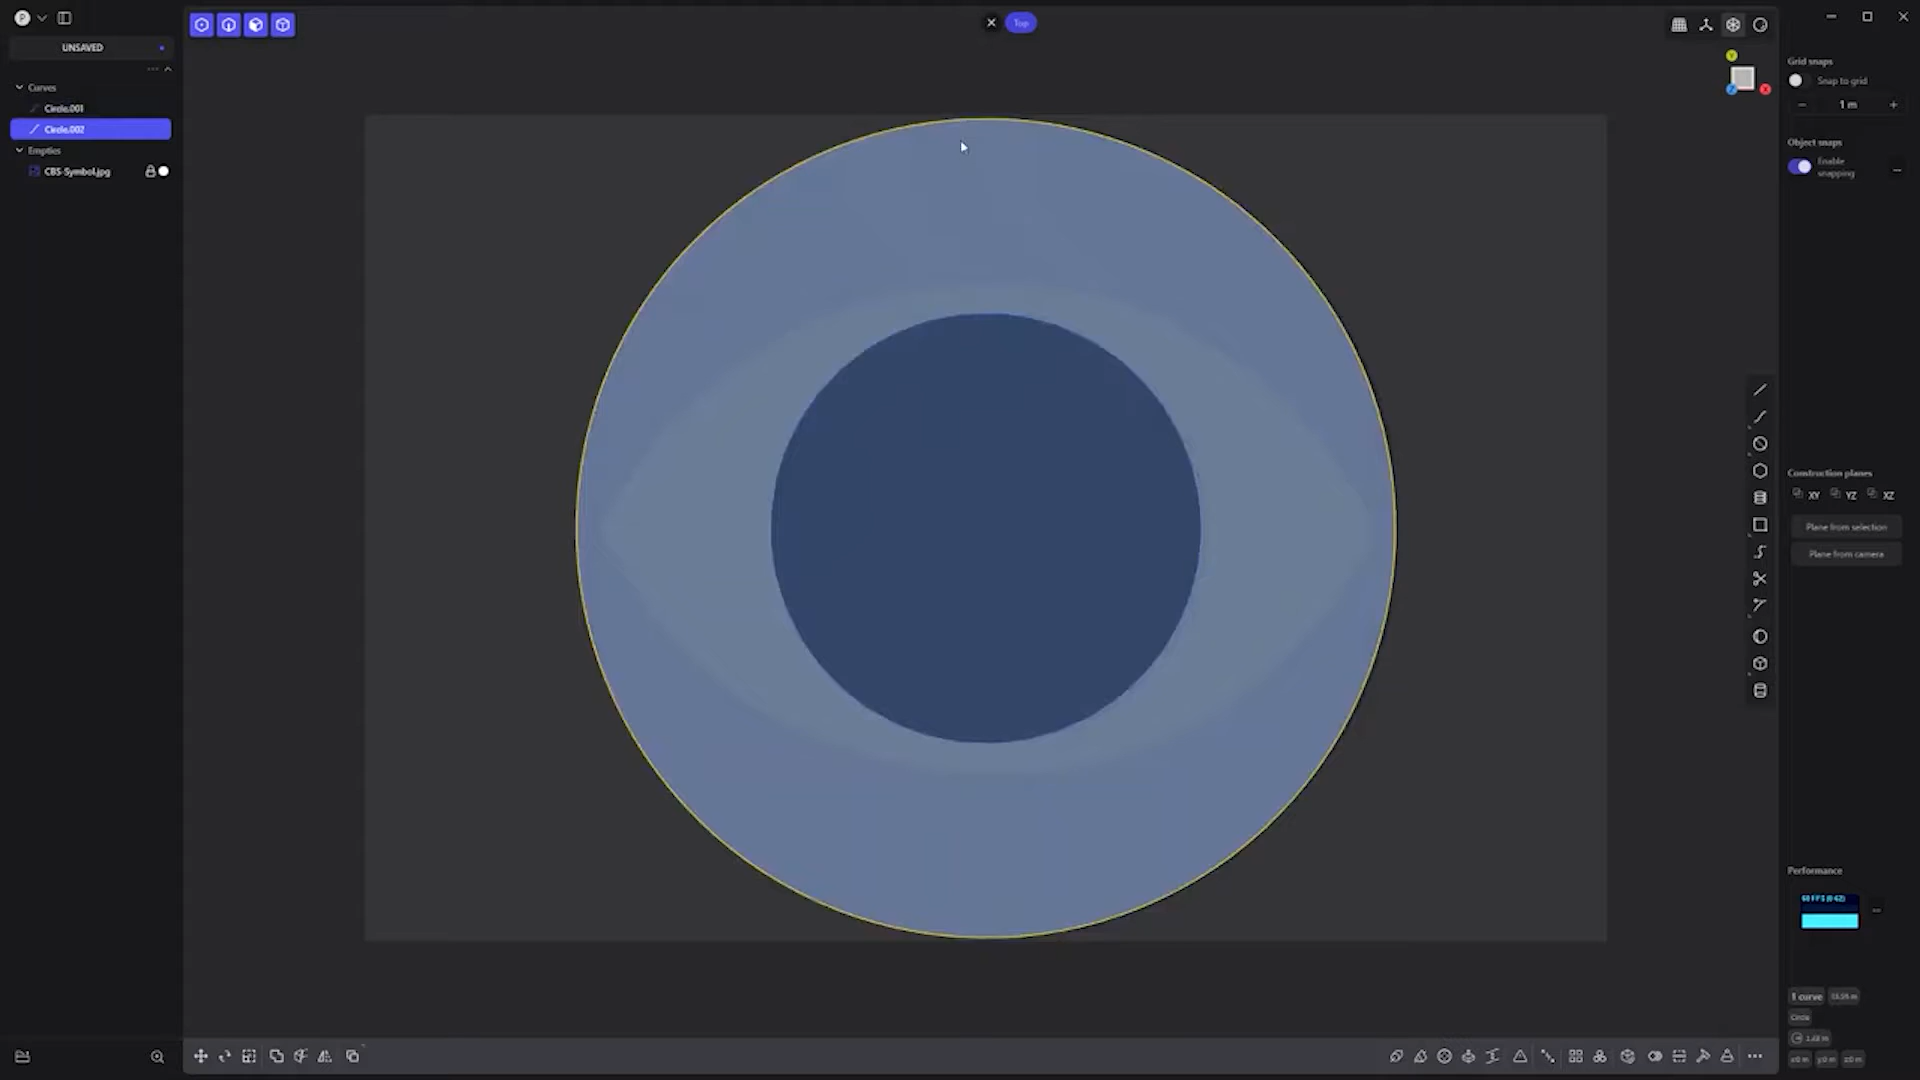 P
UNSAVED
Top
Curves
Circle.001
Circle.002
Empties
CBS-Symbol.jpg
Y
Z
X
Grid snaps
Snap to grid
1 m
Object snaps
Enable
snapping
Construction planes
XY YZ XZ
Plane from selection
Plane from camera
Performance
1 curve
Circle